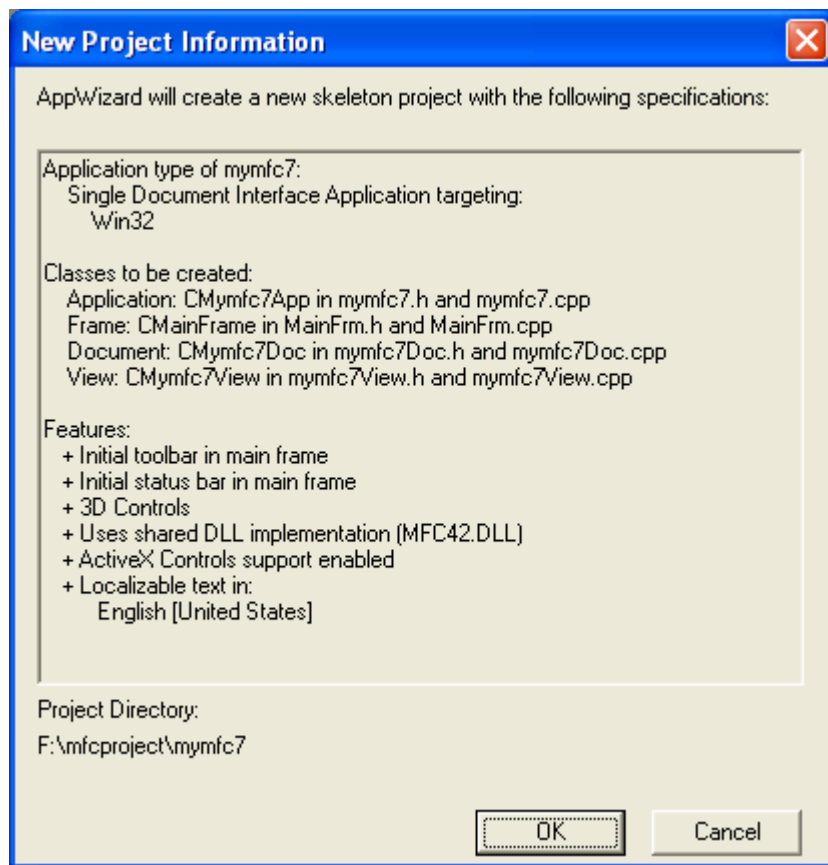 New Project Information
AppWizard will create a new skeleton project with the following specifications:
Application type of mymfc7:
Single Document Interface Application targeting:
Win32
Classes to be created:
Application: CMymfc7App in mymfc7.h and mymfc7.cpp
Frame: CMainFrame in MainFrm.h and MainFrm.cpp
Document: CMymfc7Doc in mymfc7Doc.h and mymfc7Doc.cpp
View: CMymfc7View in mymfc7View.h and mymfc7View.cpp
Features:
+ Initial toolbar in main frame
+ Initial status bar in main frame
+ 3D Controls
+ Uses shared DLL implementation (MFC42.DLL)
+ ActiveX Controls support enabled
+ Localizable text in:
English [United States]
Project Directory:
F:\mfcproject\mymfc7
OK Cancel